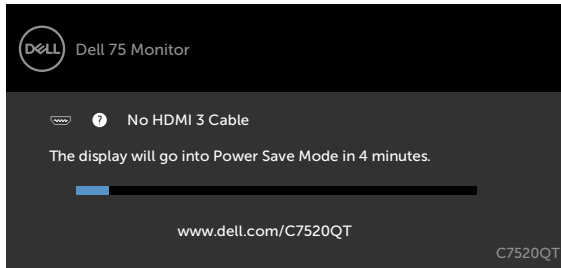 DELL
Dell 75 Monitor
? No HDMI 3 Cable
The display will go into Power Save Mode in 4 minutes.
www.dell.com/C7520QT
C7520QT